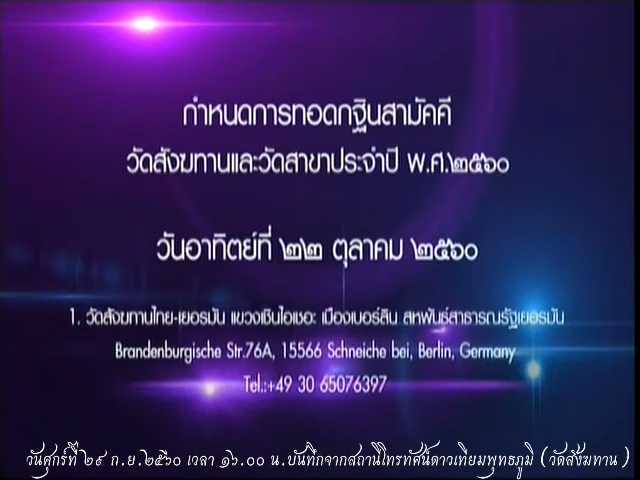 กำหนดการทอดกฐินสามัคคี
วัดสังฆทานและวัดสาขาประจำปี พ.ศ.๒๕๖๐
วันอาทิตย์ที่ ๒๒ ตุลาคม ๒๕๖๐
1. วัดสังฆทานไทย-เยอรมัน แขวงเชินไอเชอะ เมืองเบอร์ลิน สหพันธ์สาธารณรัฐเยอรมัน
Brandenburgische Str.76A, 15566 Schneiche bei, Berlin, Germany
Tel.:+49 30 65076397
วันศุกร์ที่ ๒๙ ก.ย.๒๕๖๐ เวลา ๑๖.๐๐ น.บันทึกจากสถานีโทรทัศน์ดาวเทียมพุทธภูมิ (วัดสังฆทาน)